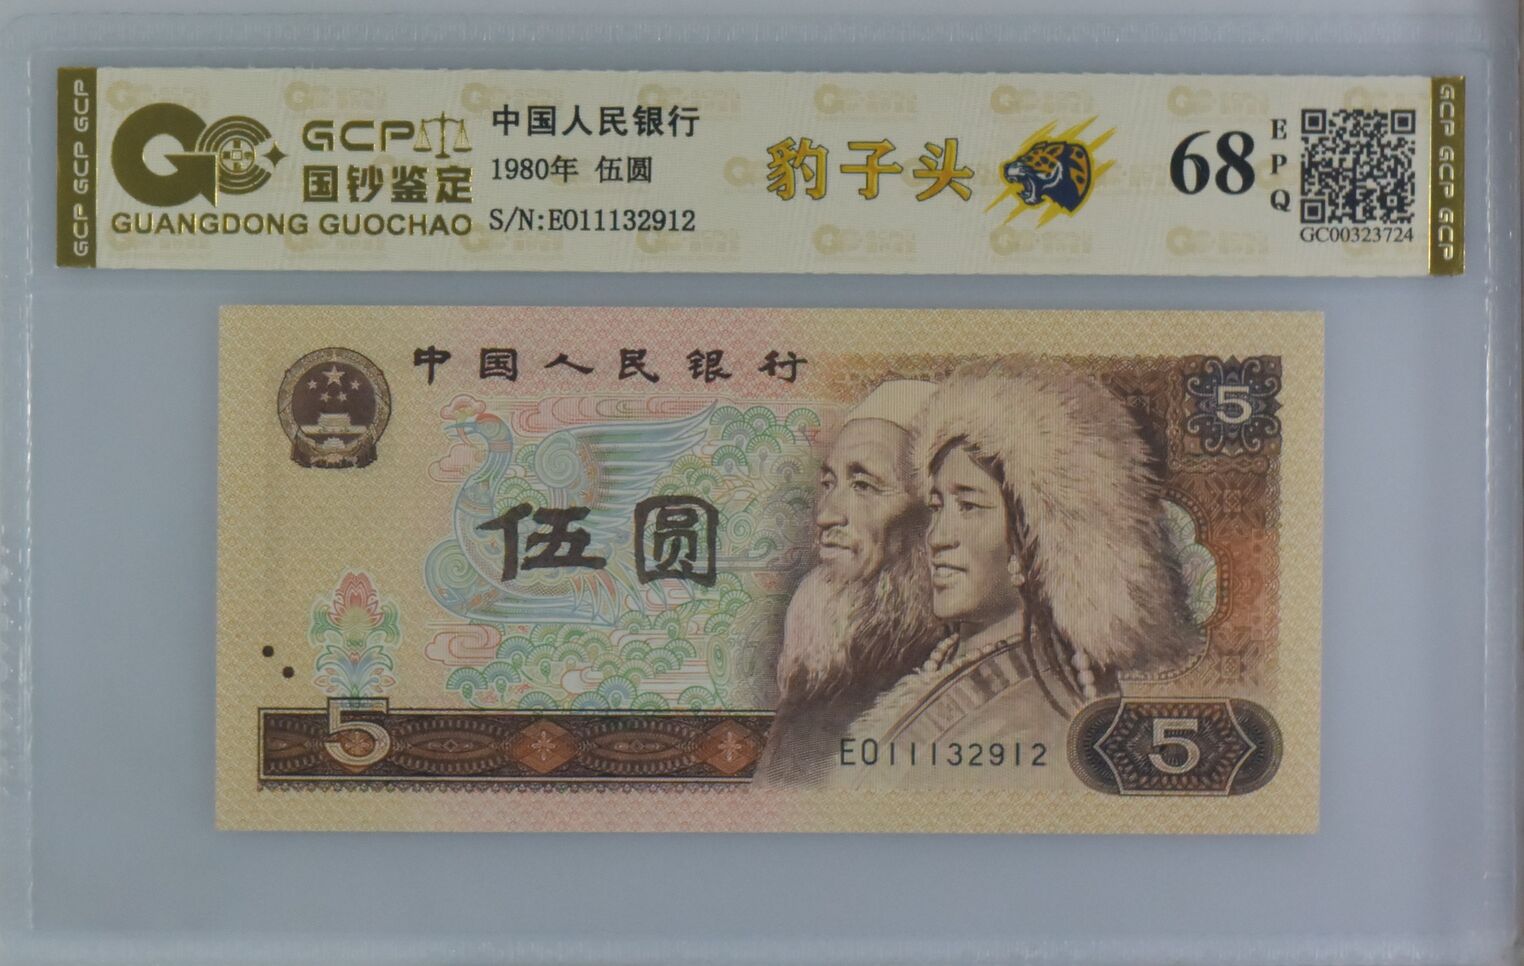 GCP GCP GCP
GCP
国钞鉴定
GUANGDONG GUOCHAO
中国人民银行
1980年 伍圆
S/N:E011132912
豹子头
68
EPQ
GC00323724
GCP GCP GCP
中国人民银行
5
伍圆
5
E011132912
5